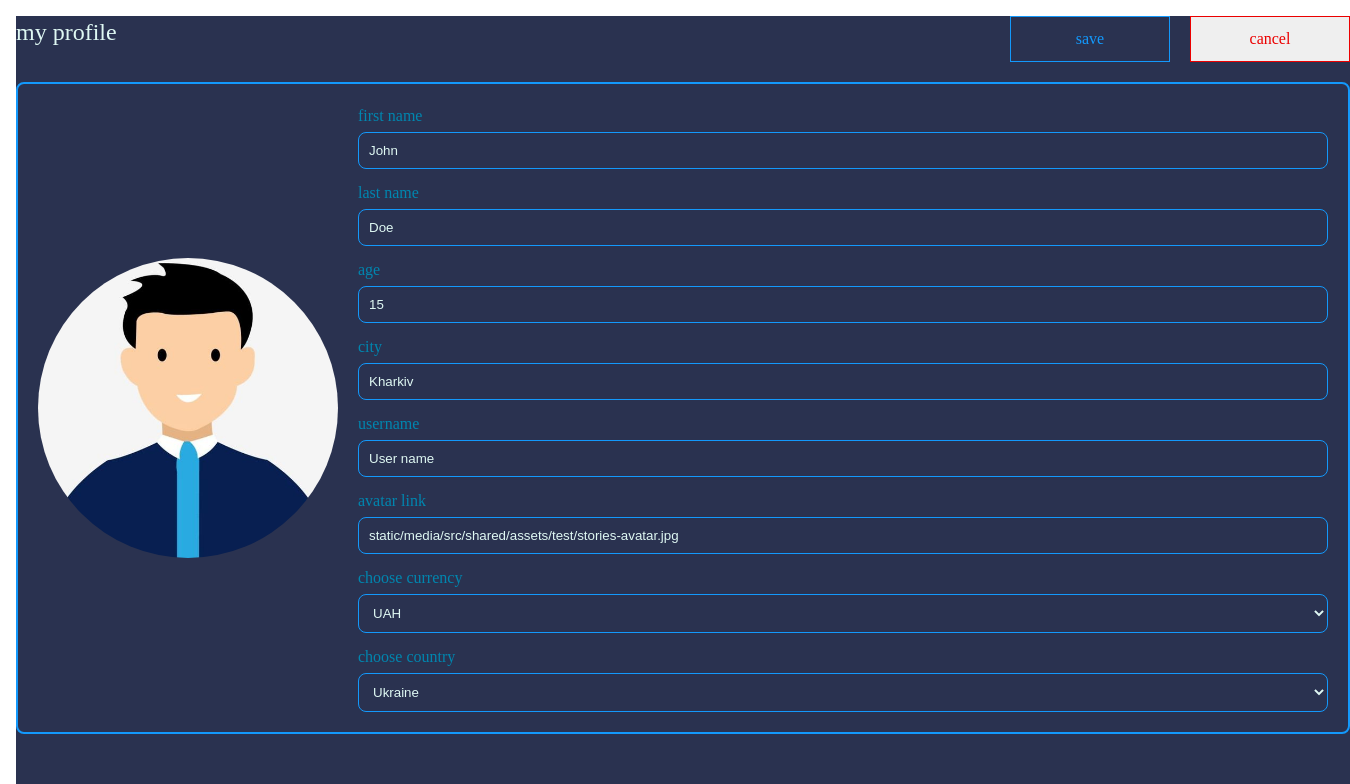 my profile
save
cancel
first name
John
last name
Doe
age
15
city
Kharkiv
username
User name
avatar link
static/media/src/shared/assets/test/stories-avatar.jpg
choose currency
UAH
choose country
Ukraine